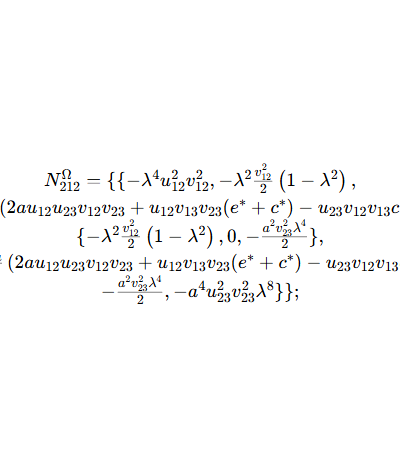 $N_{212}^{\Omega} = \{\{-\lambda^4 u_{12}^2 v_{12}^2, -\lambda^2 \frac{v_{12}^2}{2} \left(1 - \lambda^2\right),$
$(2au_{12}u_{23}v_{12}v_{23} + u_{12}v_{13}v_{23}(e^* + c^*) - u_{23}v_{12}v_{13}c$
$\{-\lambda^2 \frac{v_{12}^2}{2} \left(1 - \lambda^2\right), 0, -\frac{a^2 v_{23}^2 \lambda^4}{2}\},$
$(2au_{12}u_{23}v_{12}v_{23} + u_{12}v_{13}v_{23}(e^* + c^*) - u_{23}v_{12}v_{13}$
$-\frac{a^2 v_{23}^2 \lambda^4}{2}, -a^4 u_{23}^2 v_{23}^2 \lambda^8\}\};$